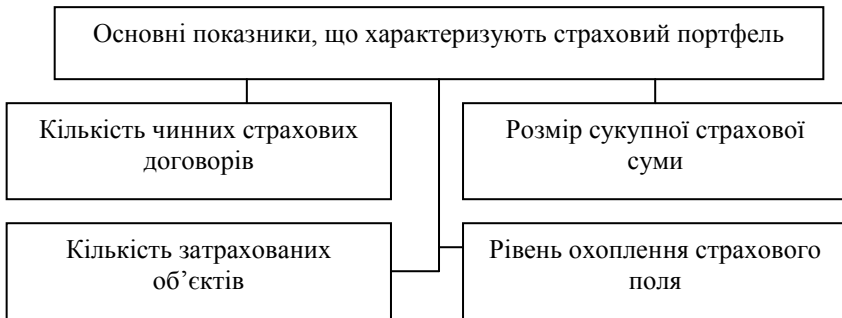 Основні показники, що характеризують страховий портфель
Кількість чинних страхових
договорів
Розмір сукупної страхової
суми
Кількість затрахованих
об’єктів
Рівень охоплення страхового
поля